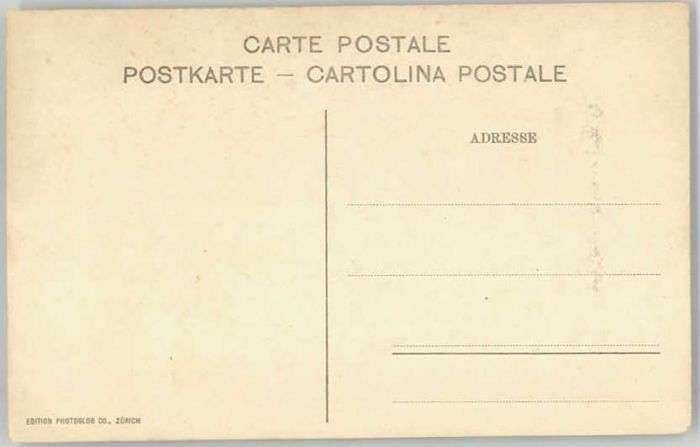 CARTE POSTALE
POSTKARTE – CARTOLINA POSTALE
ADRESSE
EDITION PHOTOGLOB CO., ZÜRICH